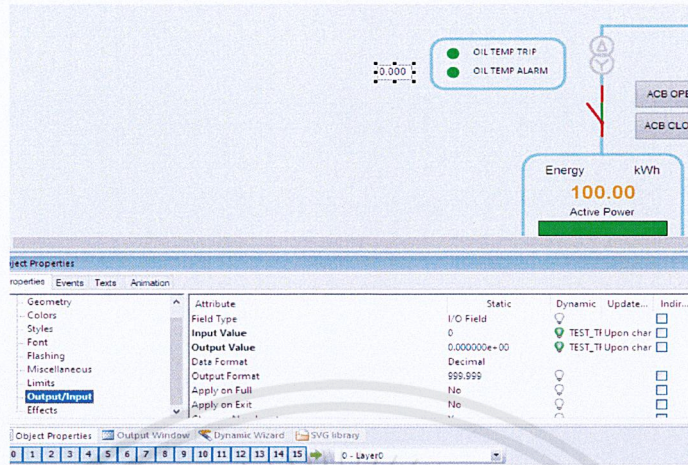 OIL TEMP TRIP
0.000
OIL TEMP ALARM
ACB OPE
ACB CLO
Energy kWh
100.00
Active Power
ject Properties
roperties Events Texts Animation
Geometry
Colors
Styles
Font
Flashing
Miscellaneous
Limits
Output/Input
Effects
Attribute Static Dynamic Update... Indir...
Field Type I/O Field
Input Value 0 TEST_TF Upon char
Output Value 0.000000e+00 TEST_TF Upon char
Data Format Decimal
Output Format 999.999
Apply on Full No
Apply on Exit No
Object Properties Output Window Dynamic Wizard SVG library
0 1 2 3 4 5 6 7 8 9 10 11 12 13 14 15 0 - Layer0